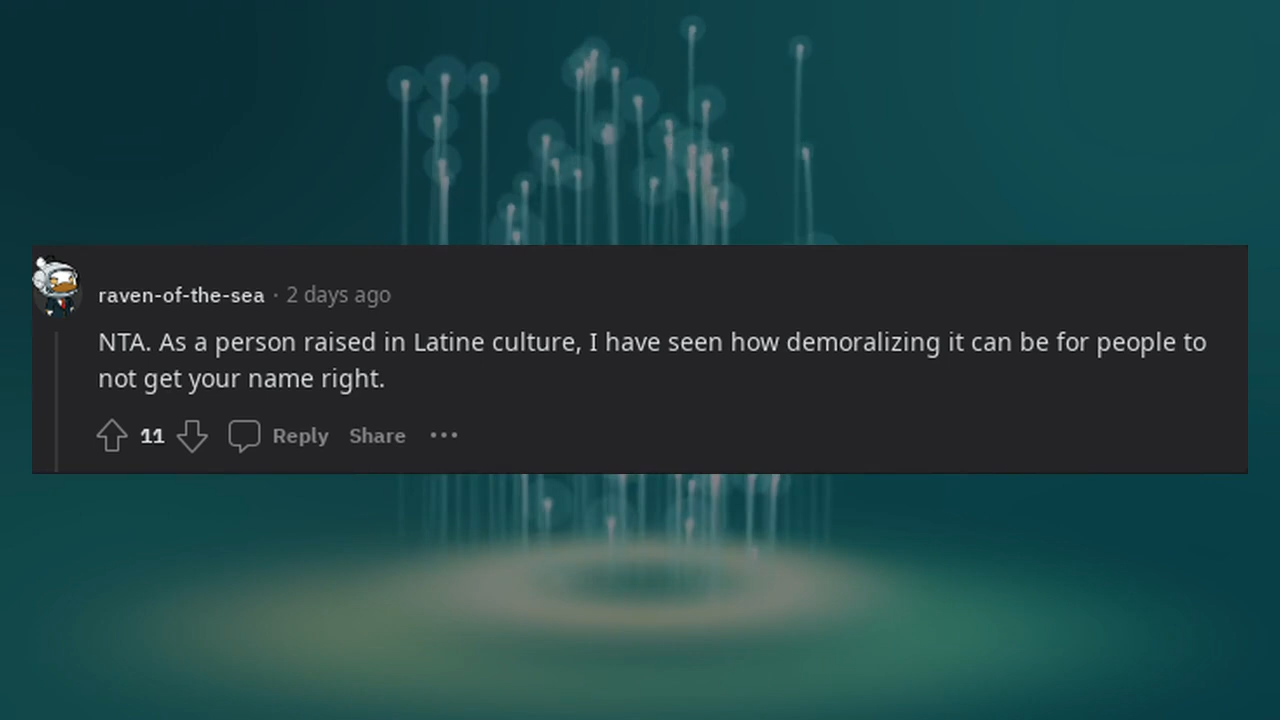 raven-of-the-sea · 2 days ago
NTA. As a person raised in Latine culture, I have seen how demoralizing it can be for people to
not get your name right.
11 Reply Share ···